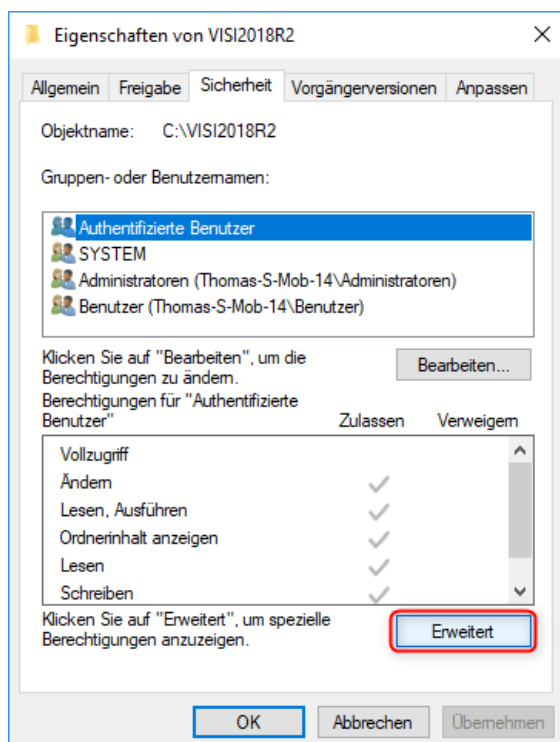 Eigenschaften von VISI2018R2
Allgemein Freigabe Sicherheit Vorgängerversionen Anpassen
Objektname: C:\VISI2018R2
Gruppen- oder Benutzernamen:
Authentifizierte Benutzer
SYSTEM
Administratoren (Thomas-S-Mob-14\Administratoren)
Benutzer (Thomas-S-Mob-14\Benutzer)
Klicken Sie auf "Bearbeiten", um die
Berechtigungen zu ändern.
Bearbeiten...
Berechtigungen für "Authentifizierte
Benutzer" Zulassen Verweigern
Vollzugriff
Ändern
Lesen, Ausführen
Ordnerinhalt anzeigen
Lesen
Schreiben
Klicken Sie auf "Erweitert", um spezielle
Berechtigungen anzuzeigen.
Erweitert
OK Abbrechen Übernehmen